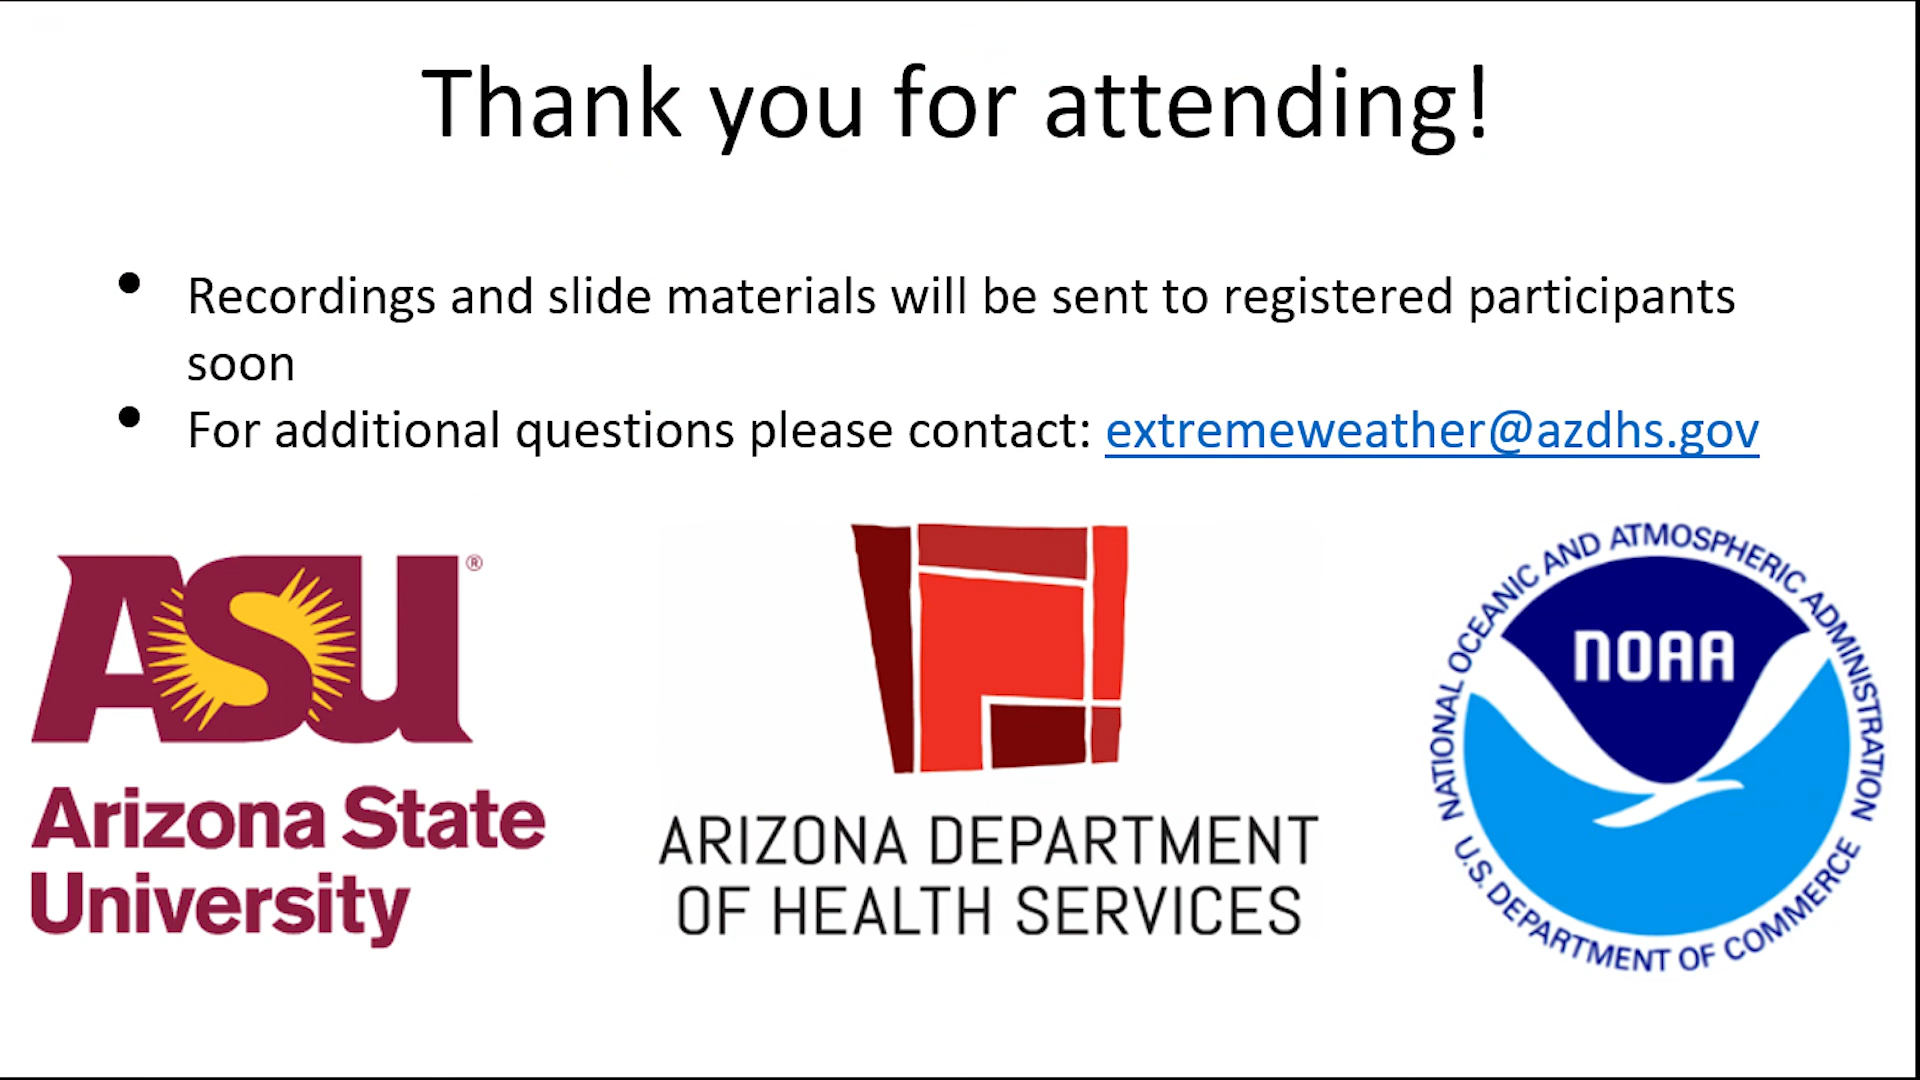 Thank you for attending!
• Recordings and slide materials will be sent to registered participants
soon
• For additional questions please contact: extremeweather@azdhs.gov
ASU®
Arizona State
University
ARIZONA DEPARTMENT
OF HEALTH SERVICES
NATIONAL OCEANIC AND ATMOSPHERIC ADMINISTRATION
NOAA
U.S. DEPARTMENT OF COMMERCE